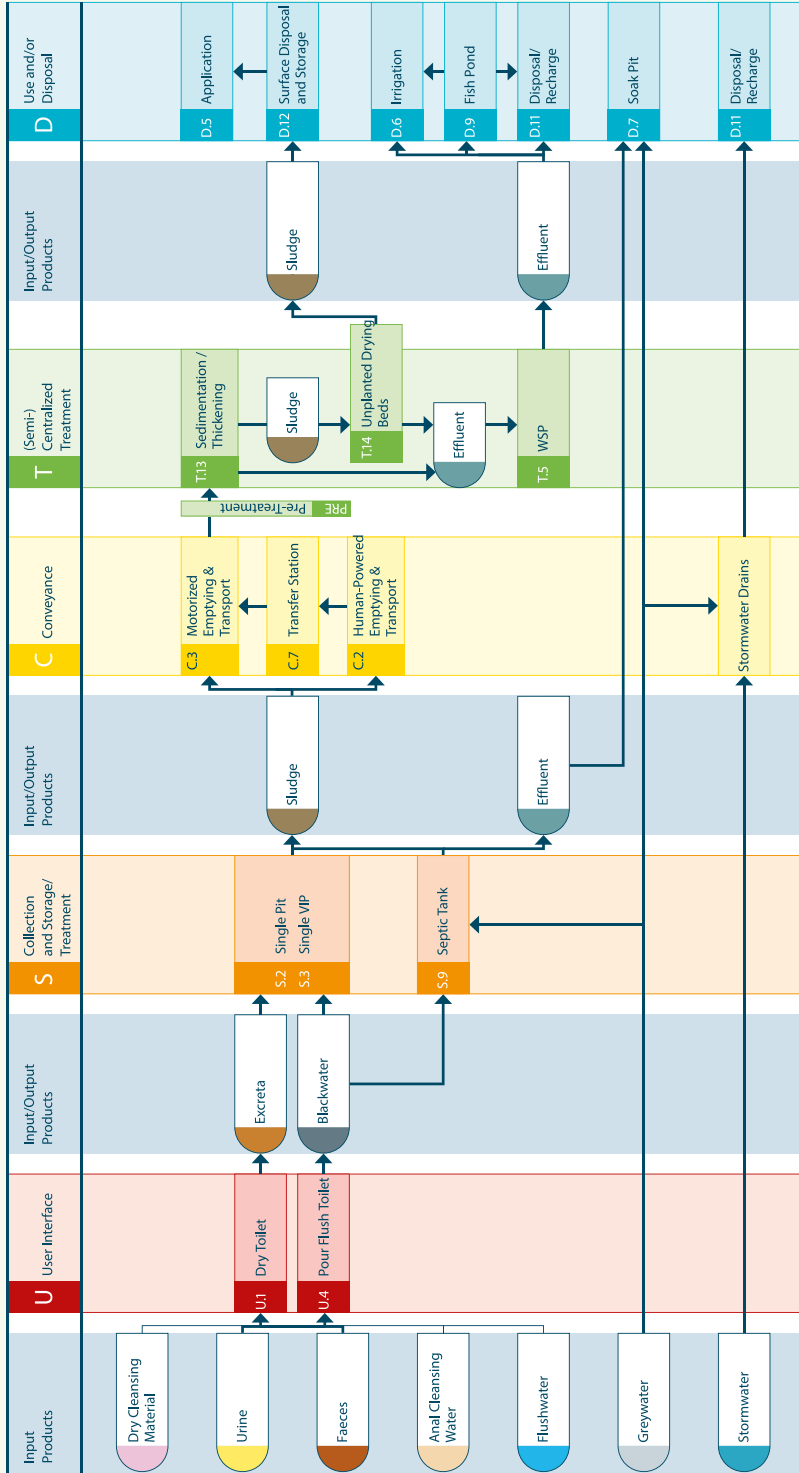 Input
Products
U
User Interface
Input/Output
Products
S
Collection
and Storage/
Treatment
Input/Output
Products
C
Conveyance
T
(Semi-)
Centralized
Treatment
Input/Output
Products
D
Use and/or
Disposal
Dry Cleansing
Material
Urine
Faeces
Anal Cleansing
Water
Flushwater
Greywater
Stormwater
U.1
Dry Toilet
U.4
Pour Flush Toilet
Excreta
Blackwater
S.2
Single Pit
S.3
Single VIP
S.9
Septic Tank
Sludge
Effluent
C.3
Motorized
Emptying &
Transport
C.7
Transfer Station
C.2
Human-Powered
Emptying &
Transport
Stormwater Drains
PRE
Pre-Treatment
T.13
Sedimentation /
Thickening
Sludge
T.14
Unplanted Drying
Beds
Effluent
T.5
WSP
Sludge
Effluent
D.5
Application
D.12
Surface Disposal
and Storage
D.6
Irrigation
D.9
Fish Pond
D.11
Disposal/
Recharge
D.7
Soak Pit
D.11
Disposal/
Recharge